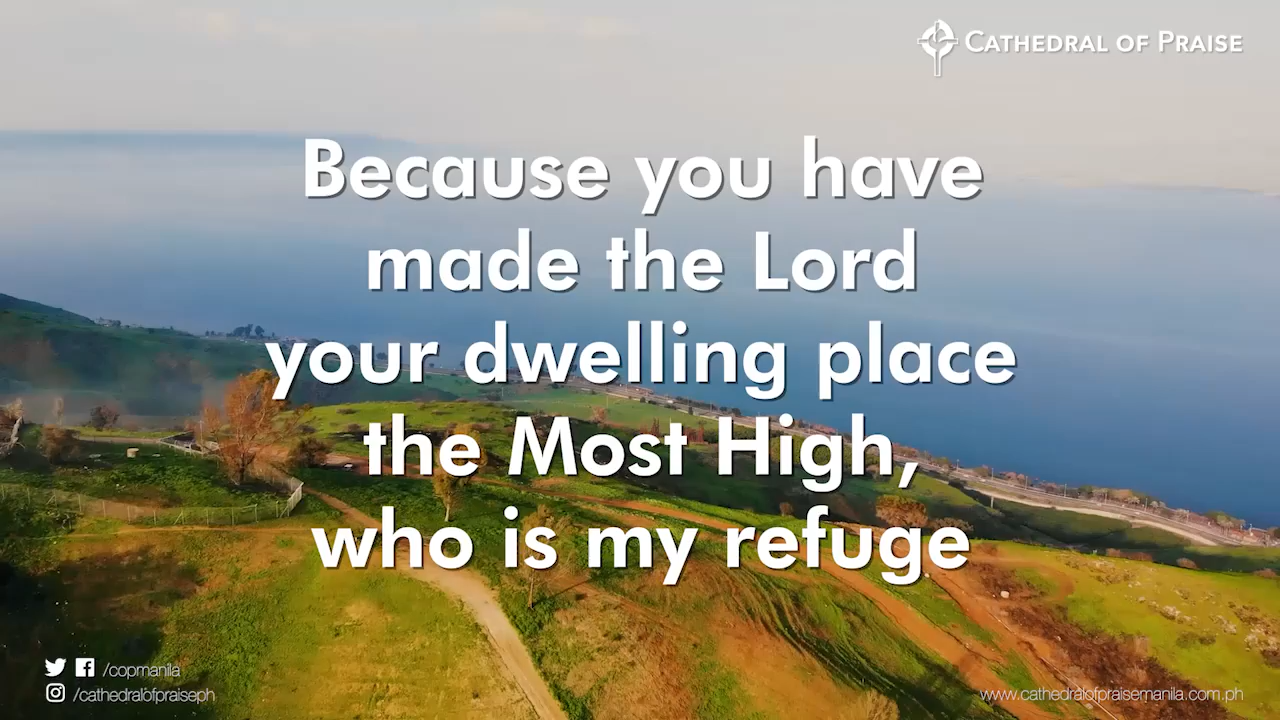 CATHEDRAL OF PRAISE
Because you have
made the Lord
your dwelling place
the Most High,
who is my refuge
/copmanila
/cathedralofpraiseph
www.cathedralofpraisemanila.com.ph